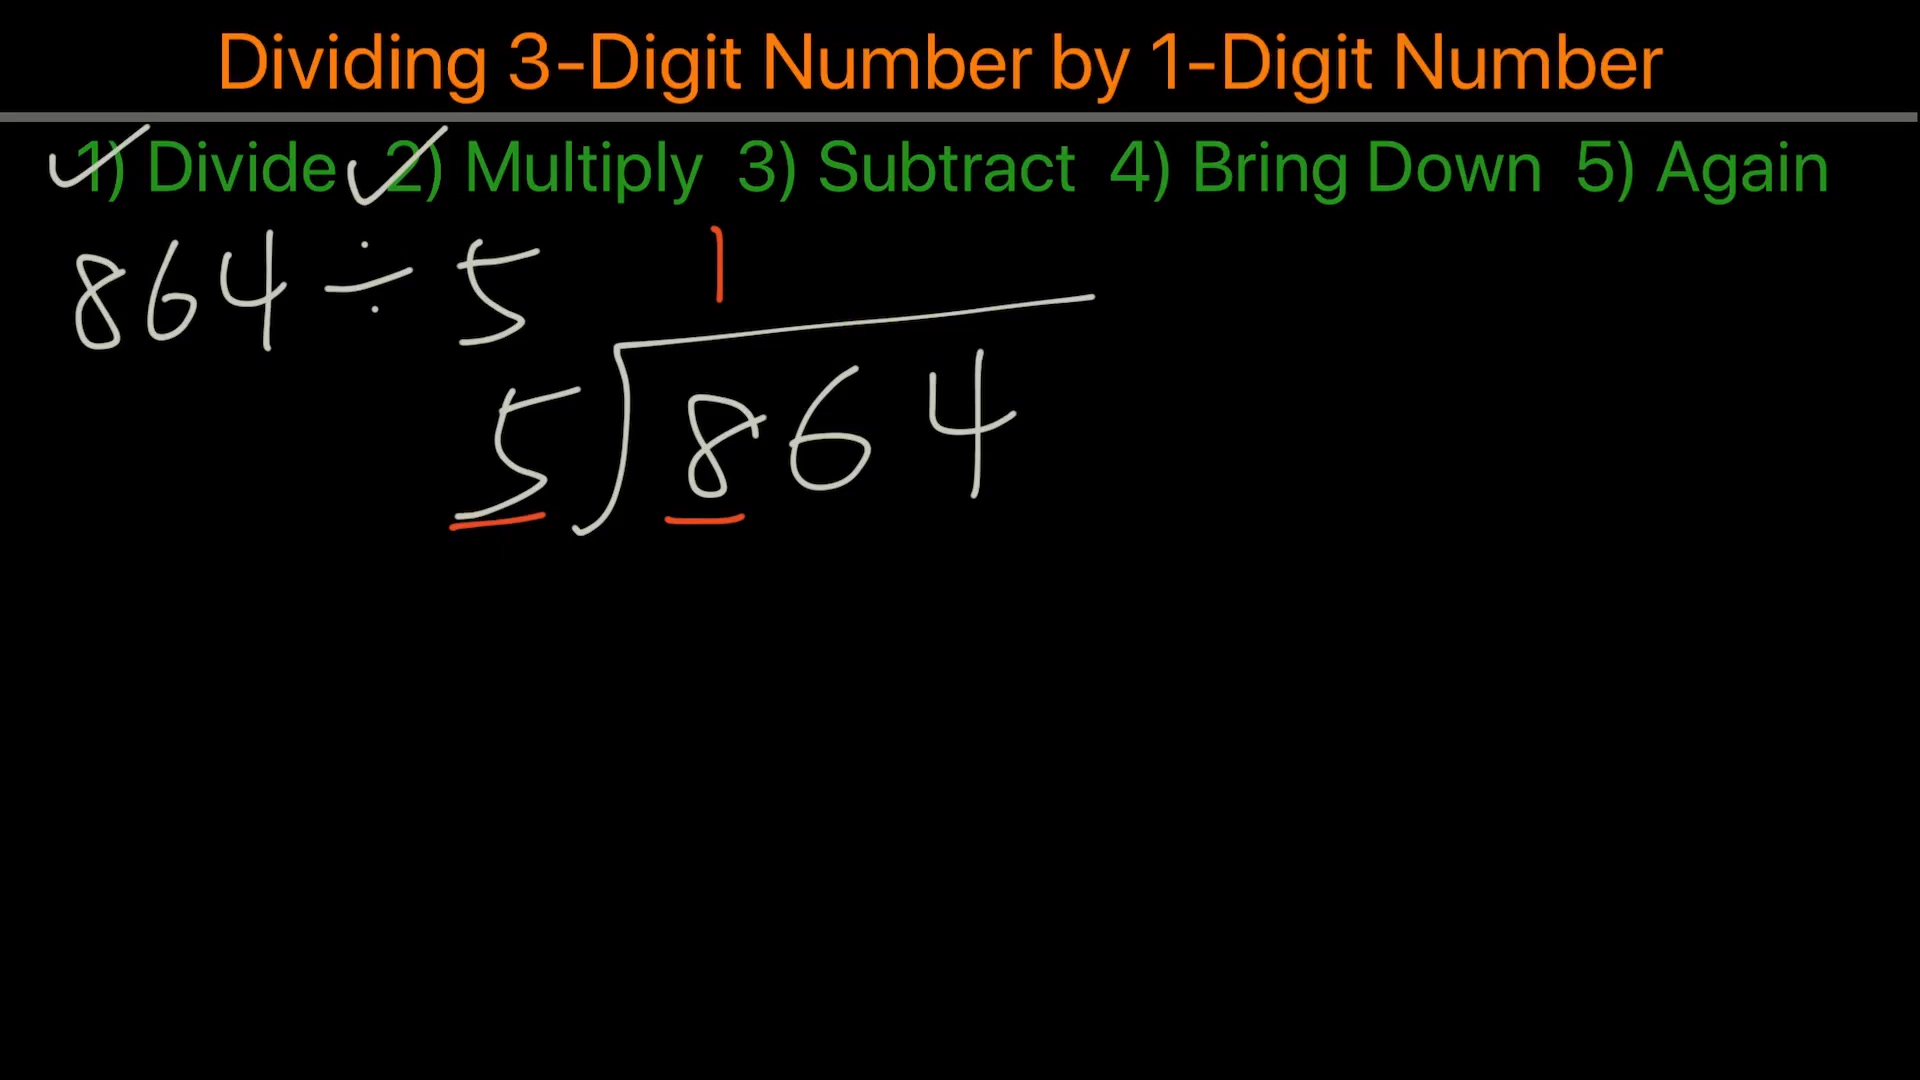 Dividing 3-Digit Number by 1-Digit Number
1) Divide 2) Multiply 3) Subtract 4) Bring Down 5) Again
864 ÷ 5
1
5 864